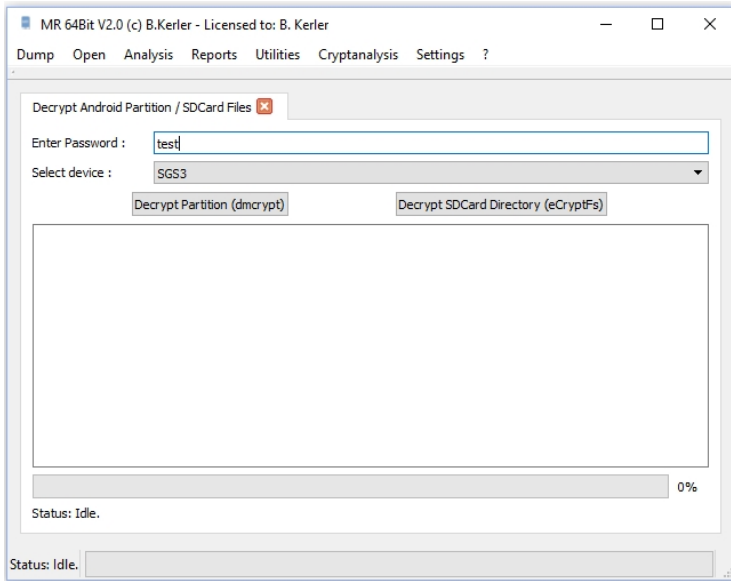 MR 64Bit V2.0 (c) B.Kerler - Licensed to: B. Kerler
Dump Open Analysis Reports Utilities Cryptanalysis Settings ?
Decrypt Android Partition / SDCard Files
Enter Password : test
Select device : SGS3
Decrypt Partition (dmcrypt) Decrypt SDCard Directory (eCryptFs)
0%
Status: Idle.
Status: Idle.